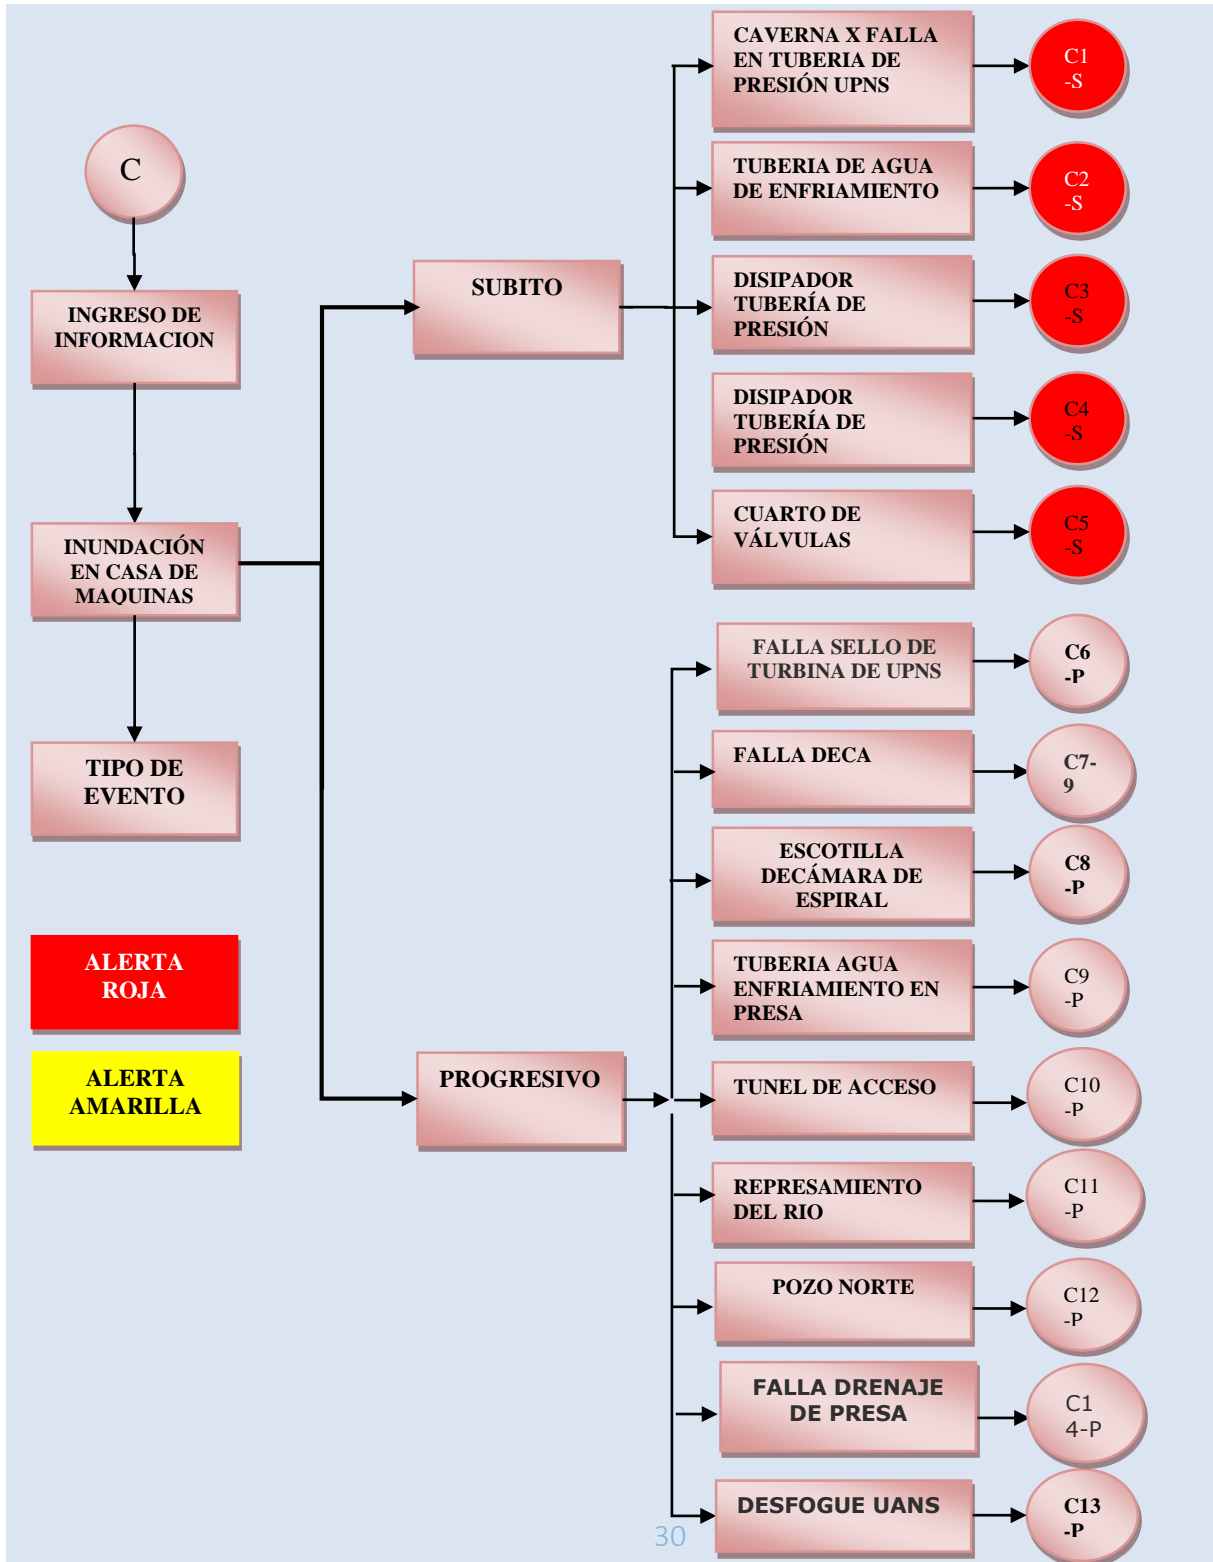 C
INGRESO DE
INFORMACION
INUNDACIÓN
EN CASA DE
MAQUINAS
TIPO DE
EVENTO
ALERTA
ROJA
ALERTA
AMARILLA
SUBITO
PROGRESIVO
CAVERNA X FALLA
EN TUBERIA DE
PRESIÓN UPNS
C1
-S
TUBERIA DE AGUA
DE ENFRIAMIENTO
C2
-S
DISIPADOR
TUBERÍA DE
PRESIÓN
C3
-S
DISIPADOR
TUBERÍA DE
PRESIÓN
C4
-S
CUARTO DE
VÁLVULAS
C5
-S
FALLA SELLO DE
TURBINA DE UPNS
C6
-P
FALLA DECA
C7-
9
ESCOTILLA
DECÁMARA DE
ESPIRAL
C8
-P
TUBERIA AGUA
ENFRIAMIENTO EN
PRESA
C9
-P
TUNEL DE ACCESO
C10
-P
REPRESAMIENTO
DEL RIO
C11
-P
POZO NORTE
C12
-P
FALLA DRENAJE
DE PRESA
C1
4-P
DESFOGUE UANS
C13
-P
30